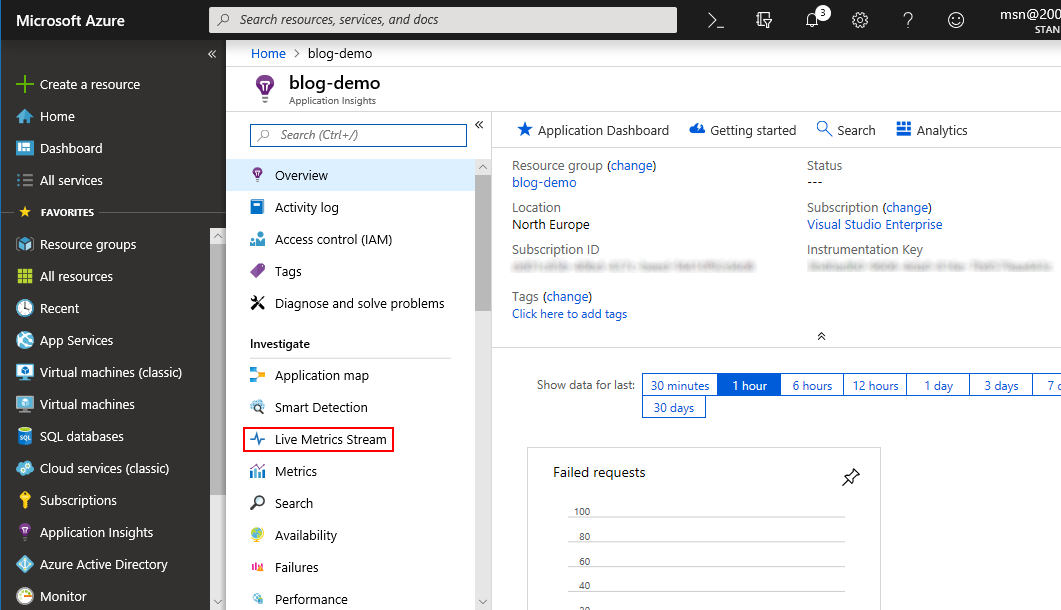 Microsoft Azure
Search resources, services, and docs
3
msn@200
STAN
Create a resource
Home
Dashboard
All services
FAVORITES
Resource groups
All resources
Recent
App Services
Virtual machines (classic)
Virtual machines
SQL databases
Cloud services (classic)
Subscriptions
Application Insights
Azure Active Directory
Monitor
Home > blog-demo
blog-demo
Application Insights
Search (Ctrl+/)
Overview
Activity log
Access control (IAM)
Tags
Diagnose and solve problems
Investigate
Application map
Smart Detection
Live Metrics Stream
Metrics
Search
Availability
Failures
Performance
Application Dashboard Getting started Search Analytics
Resource group (change)
blog-demo
Location
North Europe
Subscription ID
Status
---
Subscription (change)
Visual Studio Enterprise
Instrumentation Key
Tags (change)
Click here to add tags
Show data for last: 30 minutes 1 hour 6 hours 12 hours 1 day 3 days 7
30 days
Failed requests
100
80
60
40
20